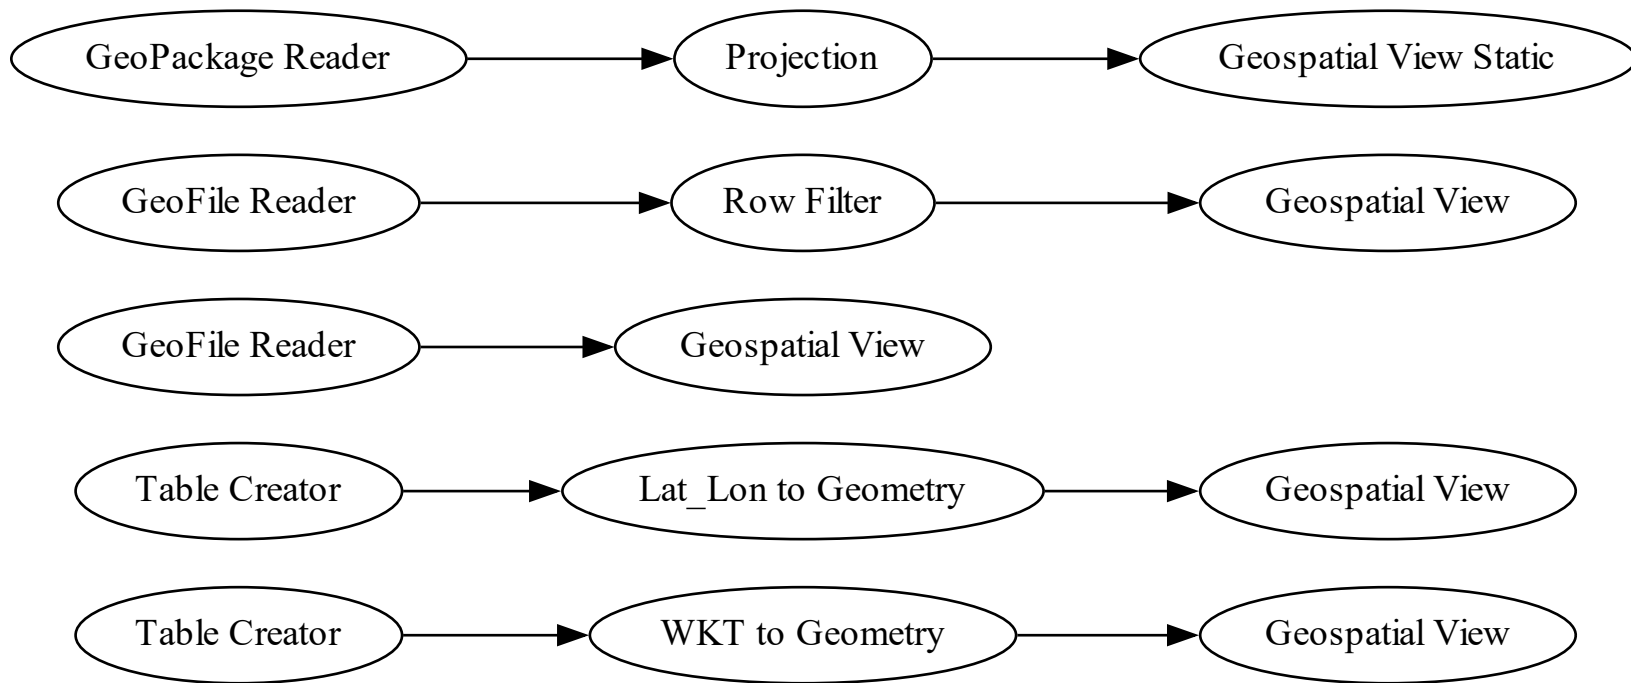 GeoPackage Reader
Projection
Geospatial View Static
GeoFile Reader
Row Filter
Geospatial View
GeoFile Reader
Geospatial View
Table Creator
Lat_Lon to Geometry
Geospatial View
Table Creator
WKT to Geometry
Geospatial View